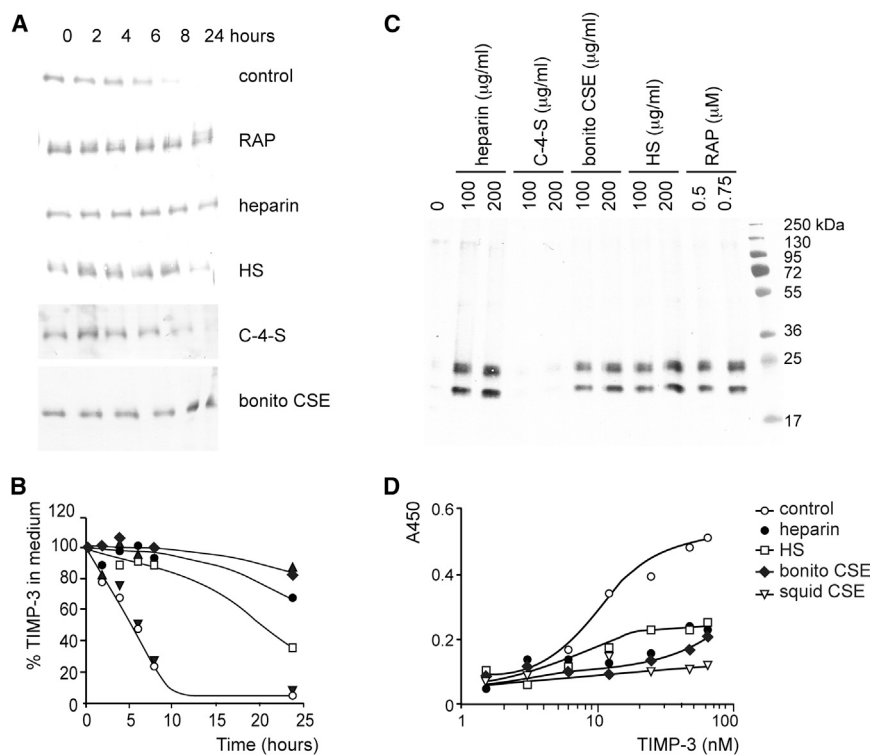 A
0 2 4 6 8 24 hours
control
RAP
heparin
HS
C-4-S
bonito CSE
C
heparin (μg/ml)
C-4-S (μg/ml)
bonito CSE (μg/ml)
HS (μg/ml)
RAP (μM)
0 100 200 100 200 100 200 100 200 0.5 0.75
250 kDa
130
95
72
55
36
25
17
B
% TIMP-3 in medium
120
100
80
60
40
20
0
0 5 10 15 20 25
Time (hours)
D
A450
0.6
0.4
0.2
0
1 10 100
TIMP-3 (nM)
control
heparin
HS
bonito CSE
squid CSE